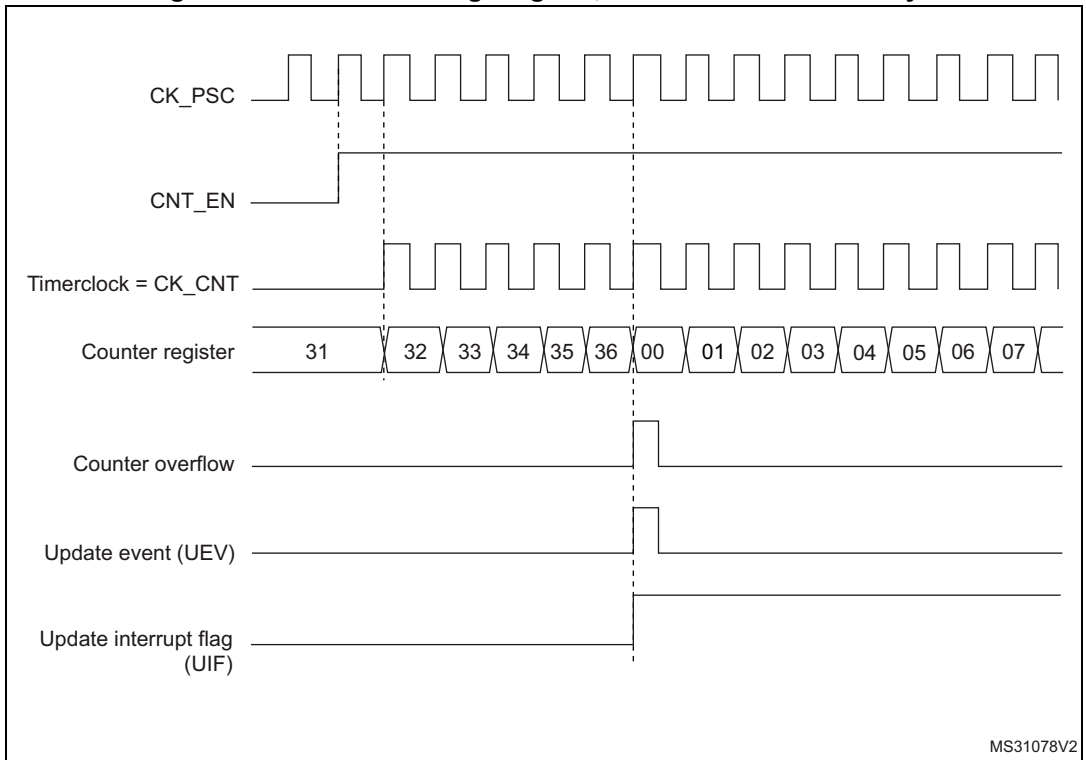 CK_PSC
CNT_EN
Timerclock = CK_CNT
Counter register 31 32 33 34 35 36 00 01 02 03 04 05 06 07
Counter overflow
Update event (UEV)
Update interrupt flag
(UIF)
MS31078V2